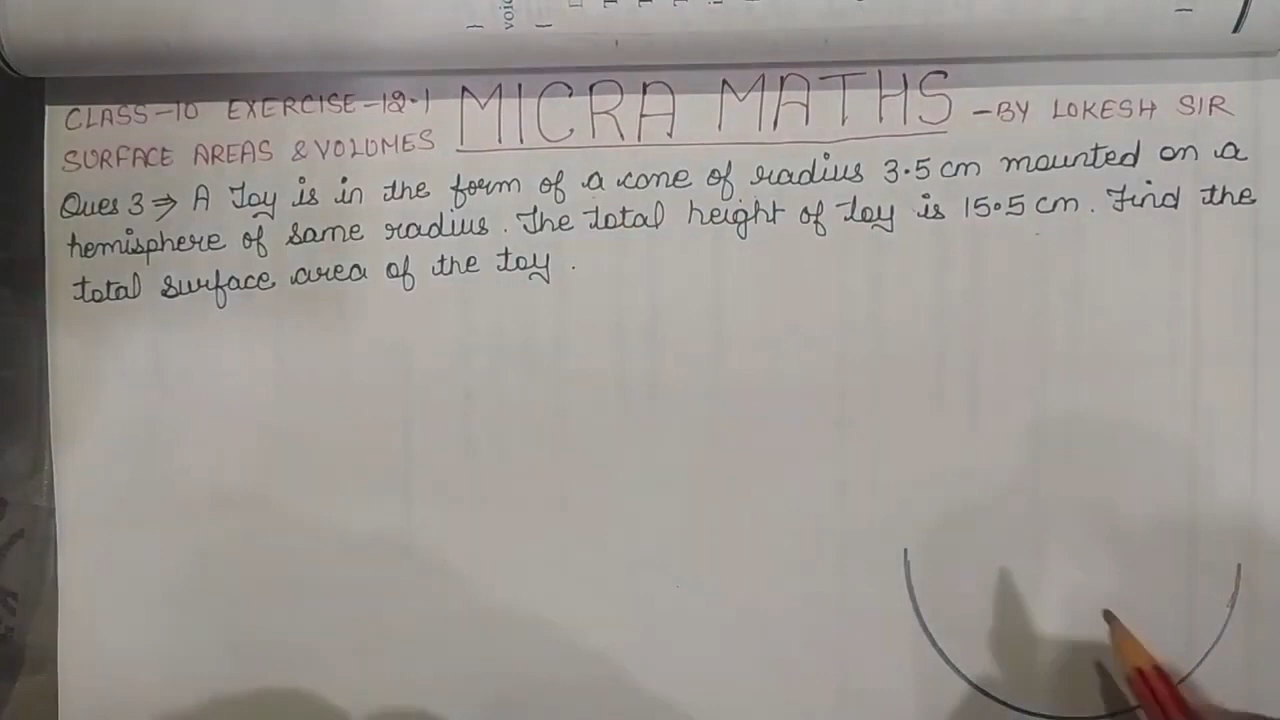 void
CLASS-10 EXERCISE-12.1 MICRA MATHS -BY LOKESH SIR
SURFACE AREAS & VOLUMES
Ques 3⇒ A Toy is in the form of a cone of radius 3.5 cm mounted on a
hemisphere of same radius. The total height of toy is 15.5 cm. Find the
total surface area of the toy.